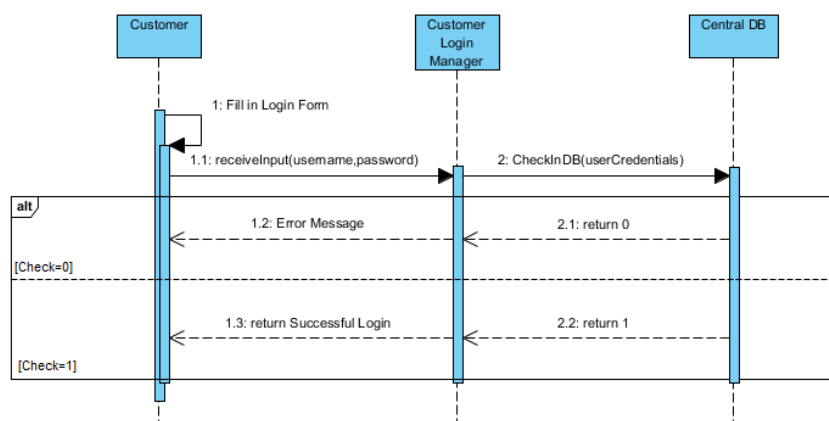 Customer
Customer
Login
Manager
Central DB
1: Fill in Login Form
1.1: receiveInput(username,password)
2: CheckInDB(userCredentials)
alt
1.2: Error Message
2.1: return 0
[Check=0]
1.3: return Successful Login
2.2: return 1
[Check=1]